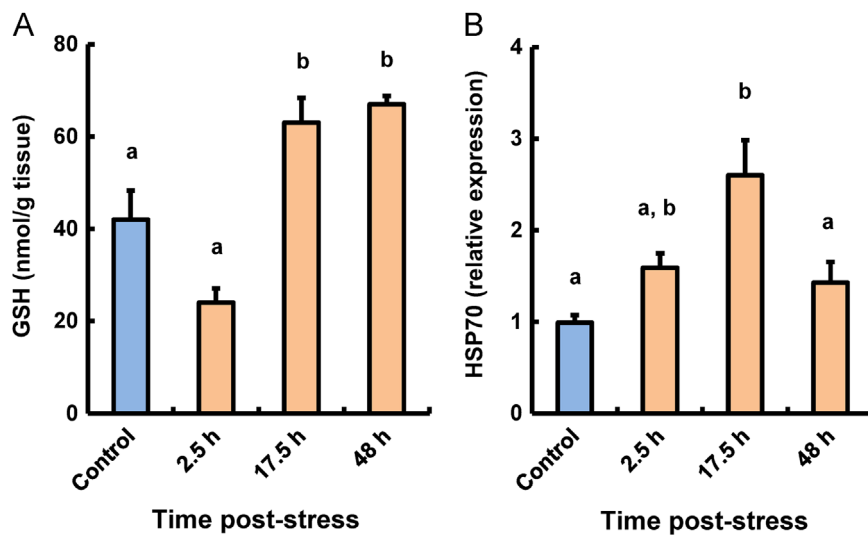 A
GSH (nmol/g tissue)
80
60
40
20
0
a
a
b
b
Control
2.5 h
17.5 h
48 h
Time post-stress
B
HSP70 (relative expression)
4
3
2
1
0
a
a, b
b
a
Control
2.5 h
17.5 h
48 h
Time post-stress